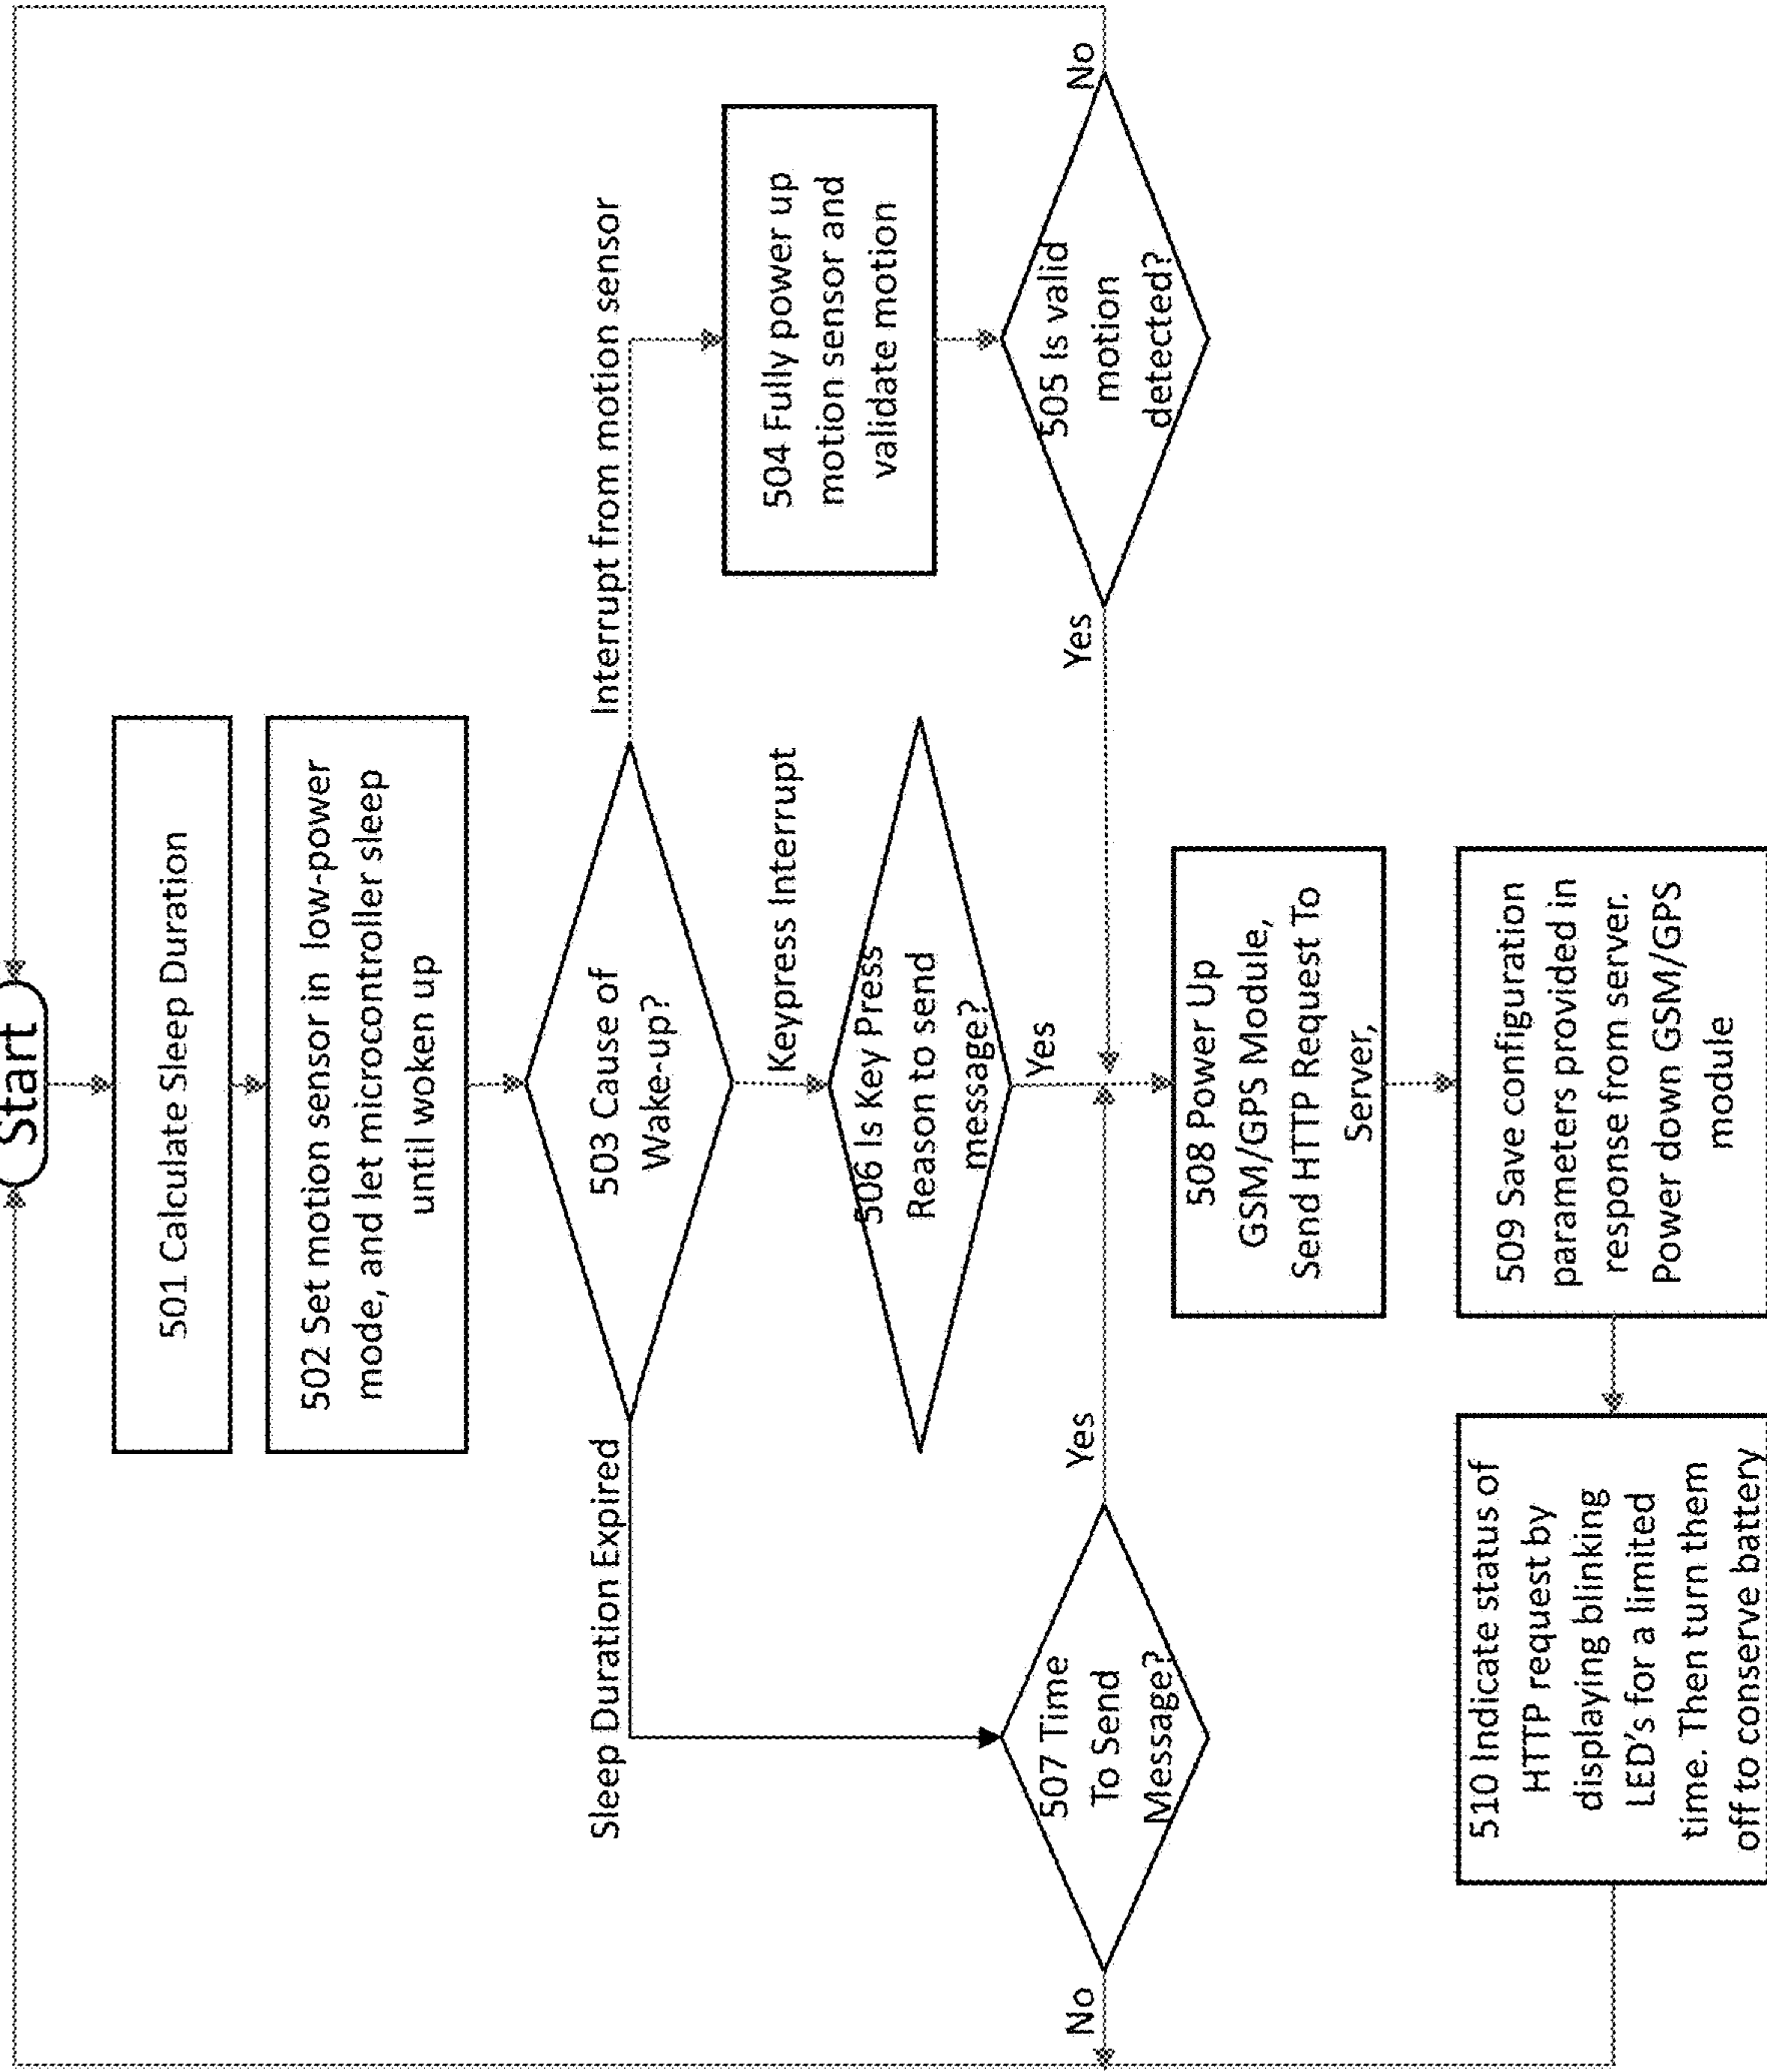 Start
501 Calculate Sleep Duration
502 Set motion sensor in low-power
mode, and let microcontroller sleep
until woken up
503 Cause of
Wake-up?
Sleep Duration Expired
Keypress Interrupt
Interrupt from motion sensor
504 Fully power up
motion sensor and
validate motion
505 Is valid
motion
detected?
No
Yes
506 Is Key Press
Reason to send
message?
Yes
507 Time
To Send
Message?
No
Yes
508 Power Up
GSM/GPS Module,
Send HTTP Request To
Server,
509 Save configuration
parameters provided in
response from server.
Power down GSM/GPS
module
510 Indicate status of
HTTP request by
displaying blinking
LED's for a limited
time. Then turn them
off to conserve battery